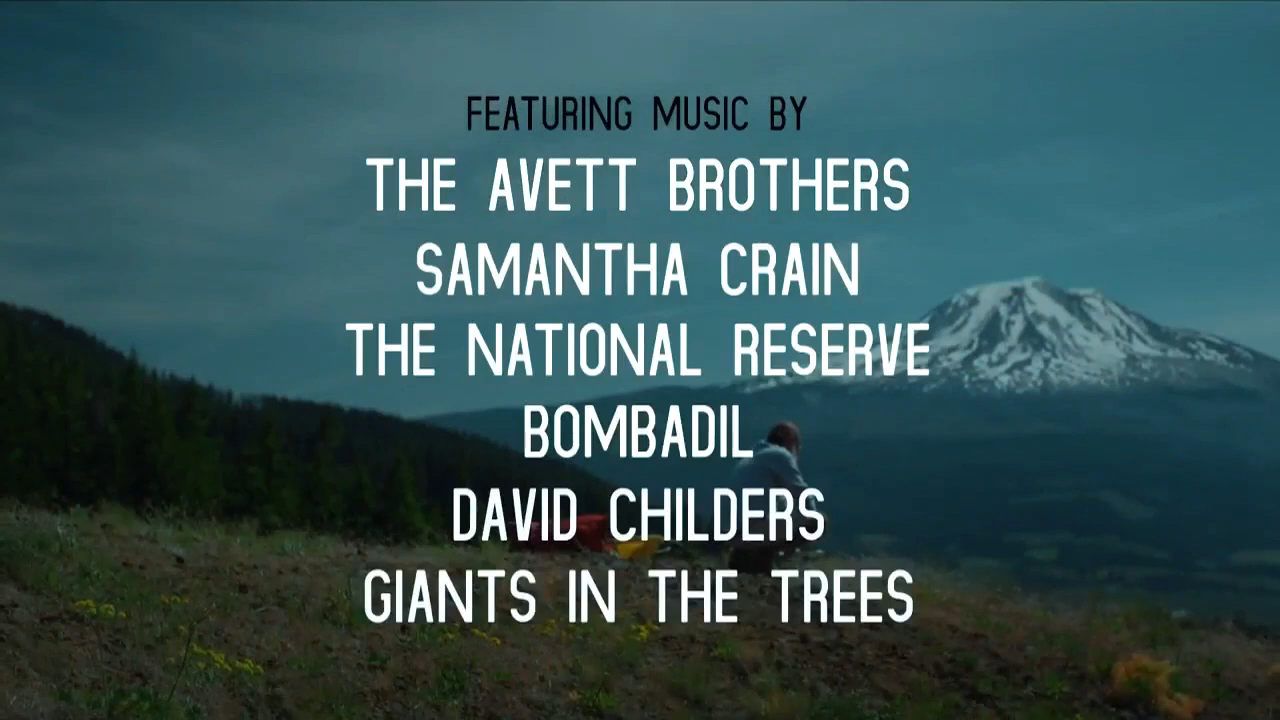 FEATURING MUSIC BY
THE AVETT BROTHERS
SAMANTHA CRAIN
THE NATIONAL RESERVE
BOMBADIL
DAVID CHILDERS
GIANTS IN THE TREES